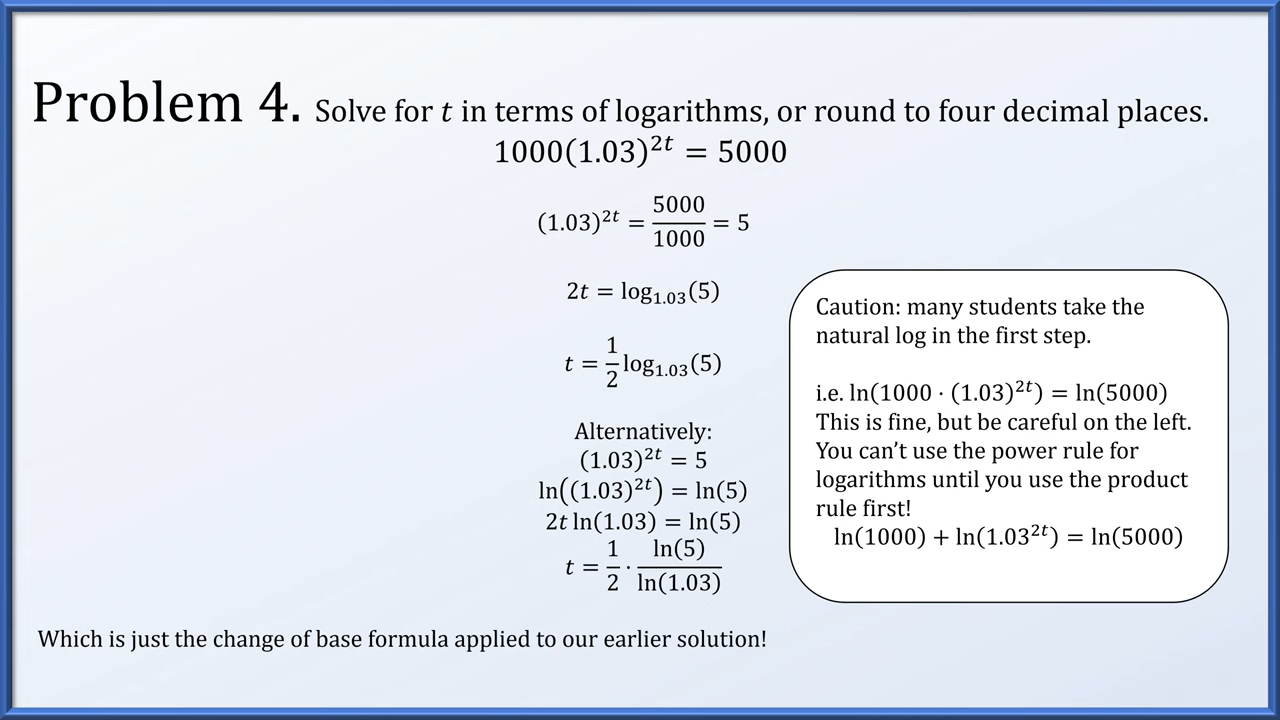 Problem 4. Solve for t in terms of logarithms, or round to four decimal places.
1000(1.03)^{2t} = 5000
(1.03)^{2t} = \frac{5000}{1000} = 5
2t = log_{1.03}(5)
t = \frac{1}{2} log_{1.03}(5)
Alternatively:
(1.03)^{2t} = 5
ln((1.03)^{2t}) = ln(5)
2t ln(1.03) = ln(5)
t = \frac{1}{2} · \frac{ln(5)}{ln(1.03)}
Caution: many students take the
natural log in the first step.
i.e. ln(1000 · (1.03)^{2t}) = ln(5000)
This is fine, but be careful on the left.
You can’t use the power rule for
logarithms until you use the product
rule first!
ln(1000) + ln(1.03^{2t}) = ln(5000)
Which is just the change of base formula applied to our earlier solution!